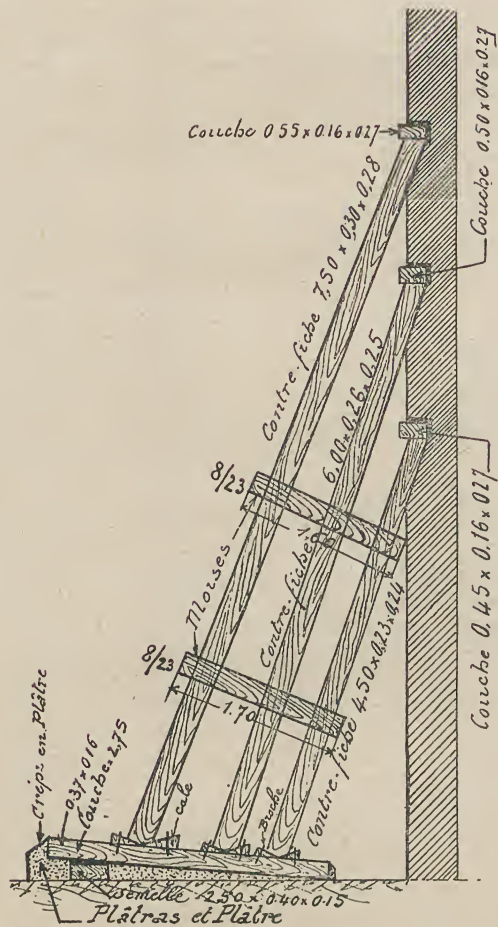 Couche 0.55 x 0.16 x 0.27
Couche 0.50 x 0.16 x 0.27
Contre-fiche 7,50 x 0,30 x 0,28
Contre-fiche 6,00 x 0,26 x 0,25
8/23
Morses
8/23
1.70
Contre fiche 4.50 x 0.23 x 0.24
Couche 0.45 x 0.16 x 0.27
Crépis en Plâtre
0.37 x 0.16
Couche = 2,75
Cale
Broche
Semelle 2.50 x 0.40 x 0.15
Plâtras et Plâtre